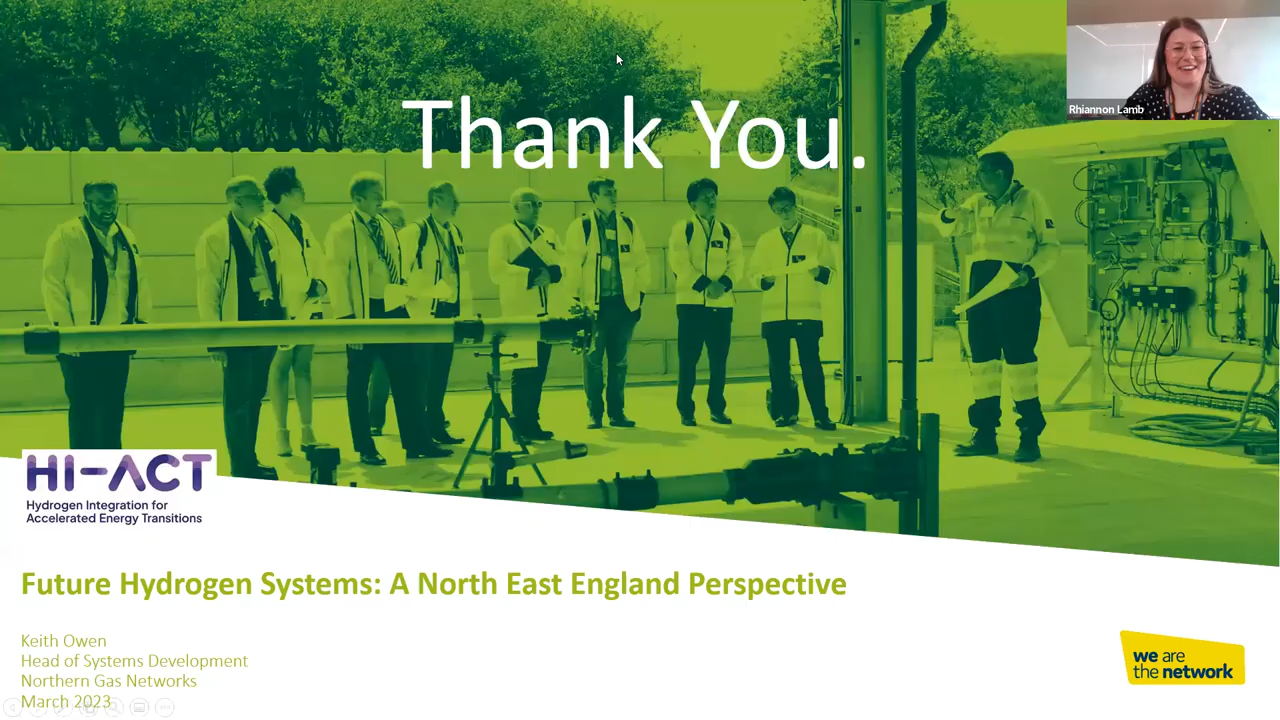 Thank You.
Rhiannon Lamb
HI-ACT
Hydrogen Integration for
Accelerated Energy Transitions
Future Hydrogen Systems: A North East England Perspective
Keith Owen
Head of Systems Development
Northern Gas Networks
March 2023
we are
the network